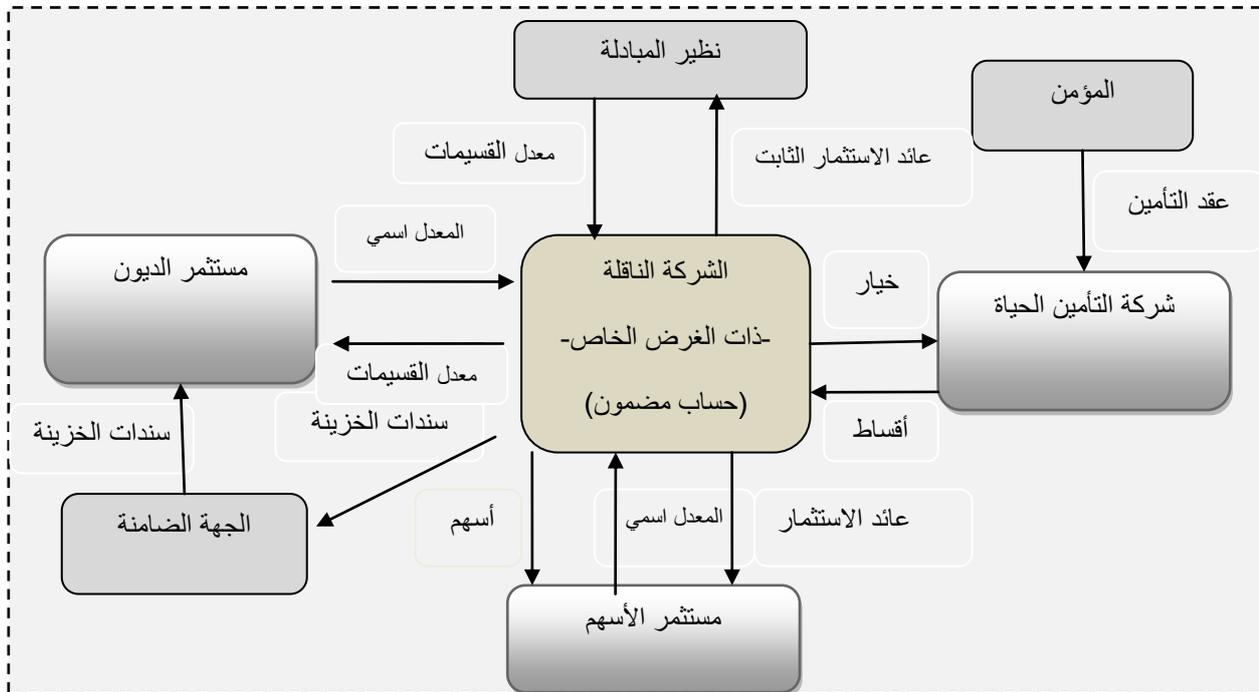 نظير المبادلة
المؤمن
معدل القسيمات
عائد الاستثمار الثابت
عقد التأمين
المعدل اسمي
مستثمر الديون
الشركة الناقلة
-ذات الغرض الخاص-
(حساب مضمون)
خيار
شركة التأمين الحياة
معدل القسيمات
أقساط
سندات الخزينة
سندات الخزينة
الجهة الضامنة
أسهم
المعدل اسمي
عائد الاستثمار
مستثمر الأسهم